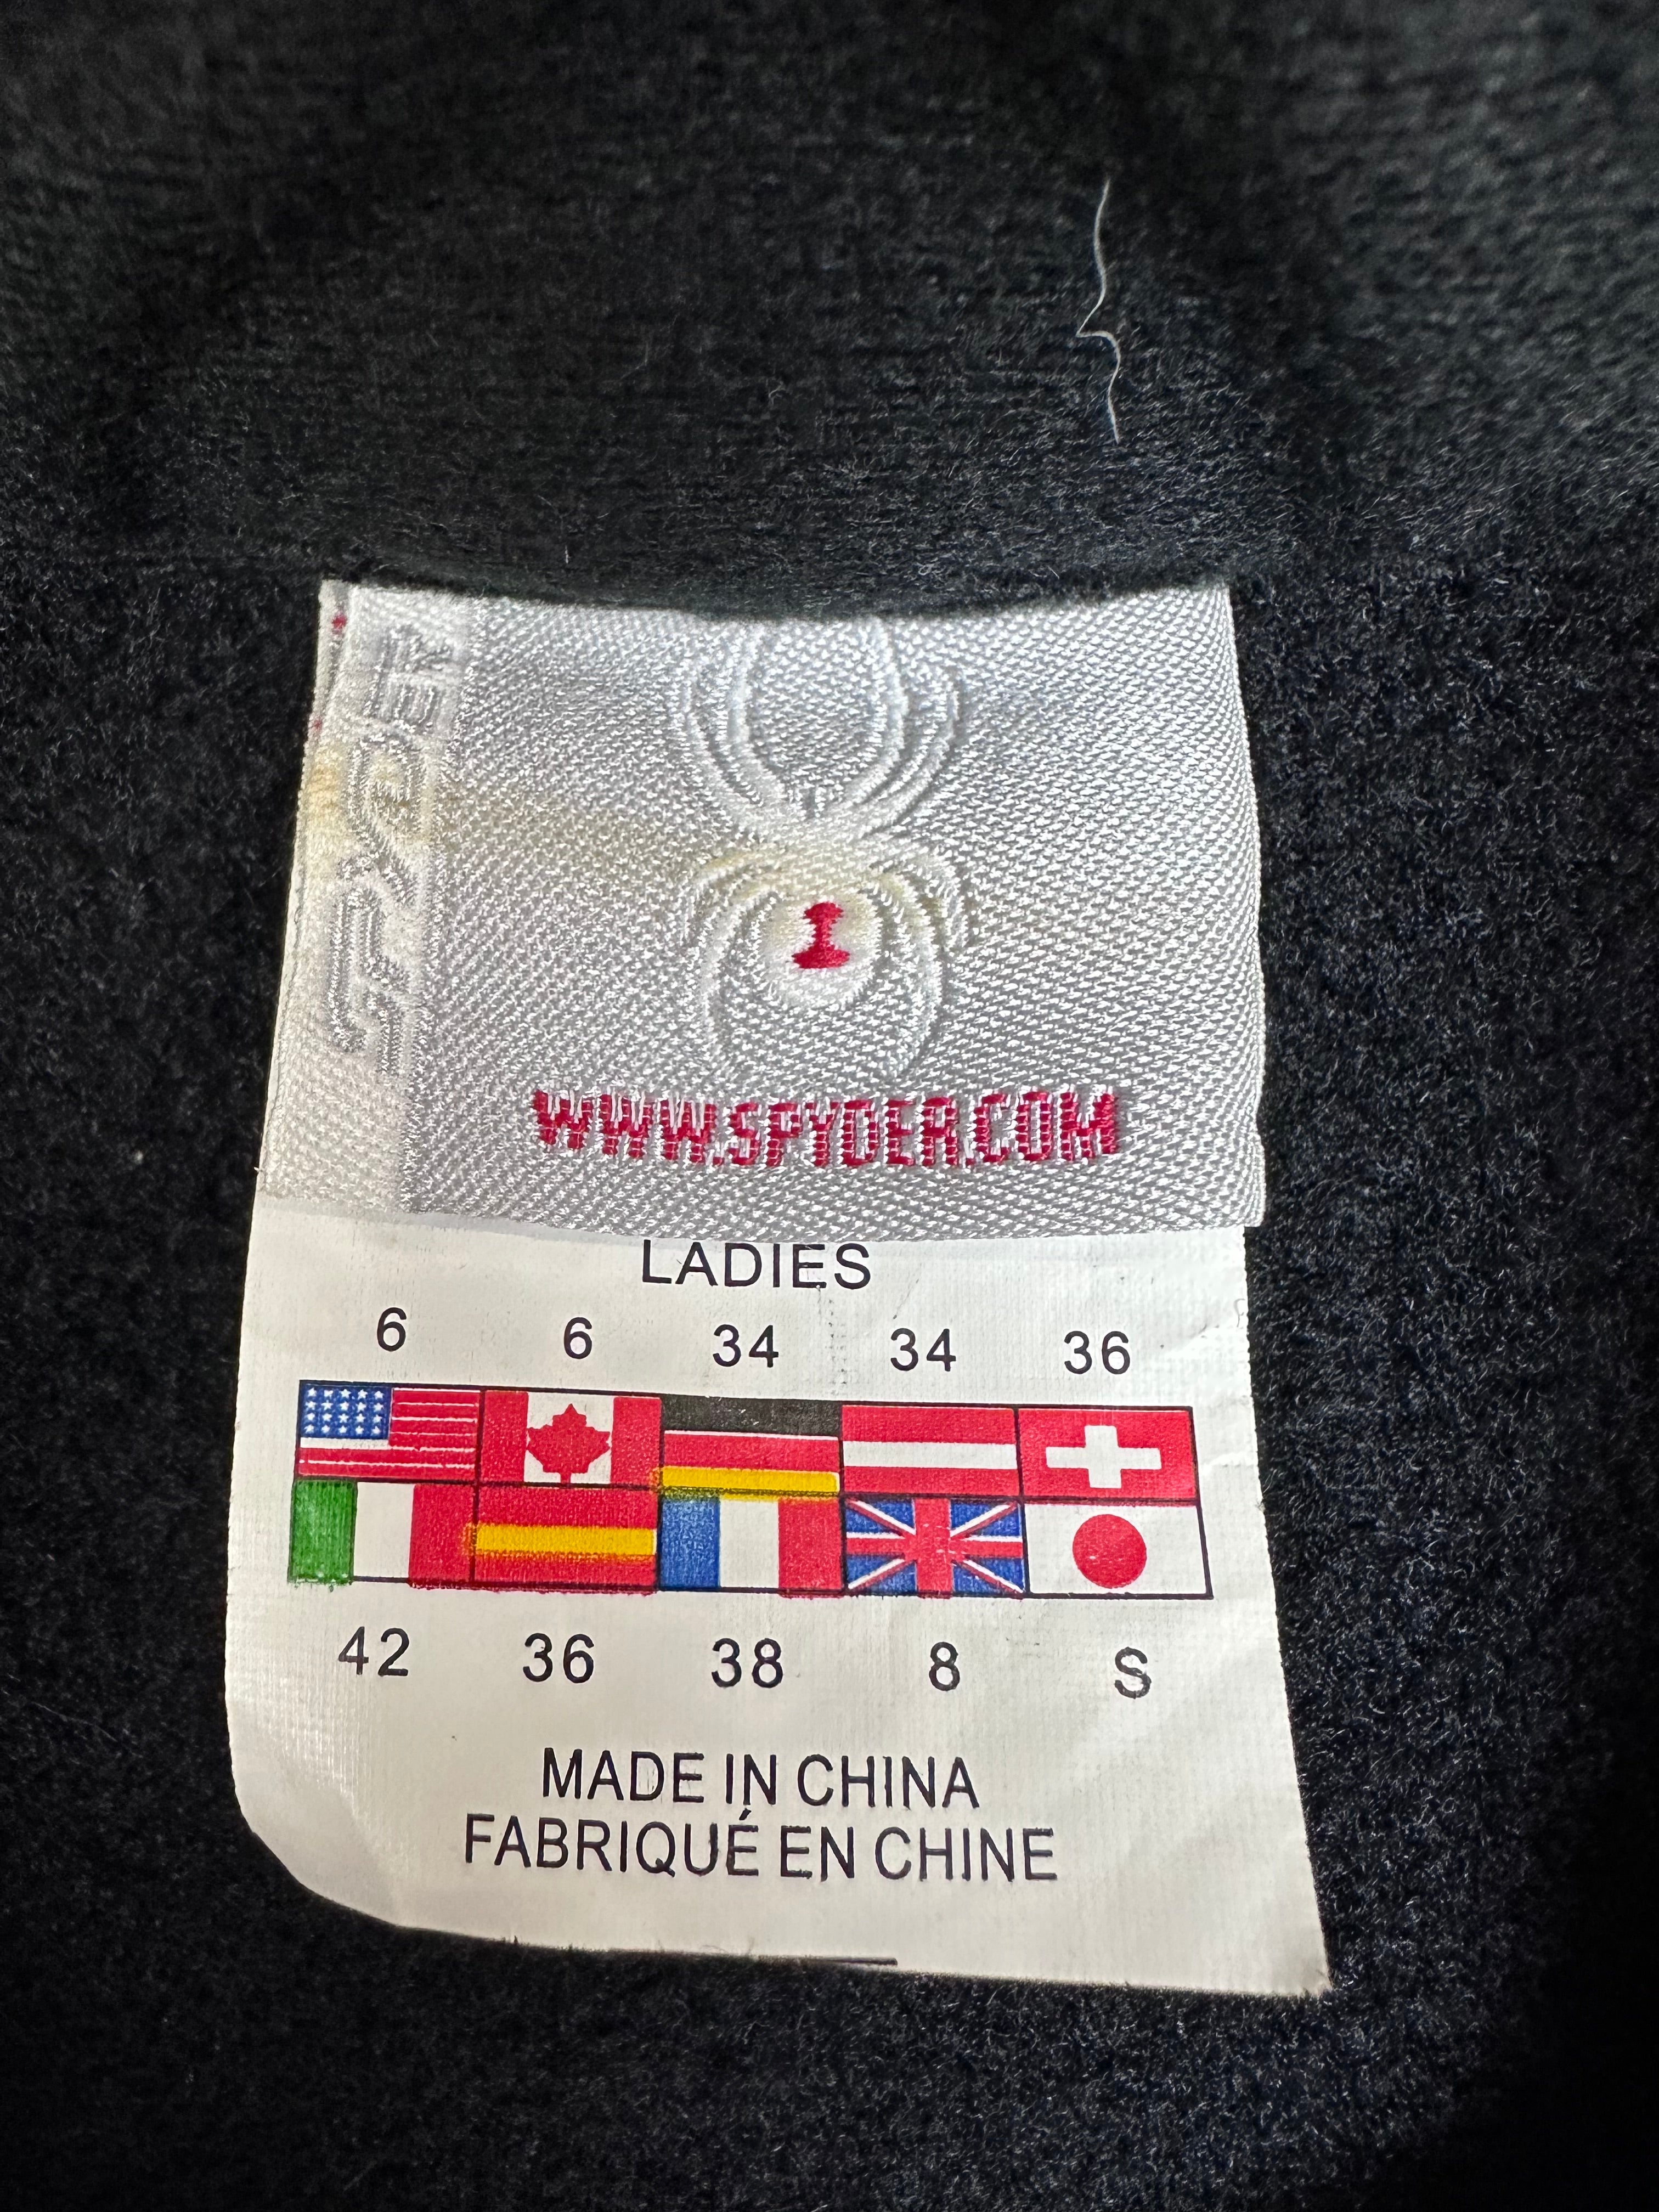 SPYDER
WWW.SPYDER.COM
LADIES
6 6 34 34 36
42 36 38 8 S
MADE IN CHINA
FABRIQUÉ EN CHINE